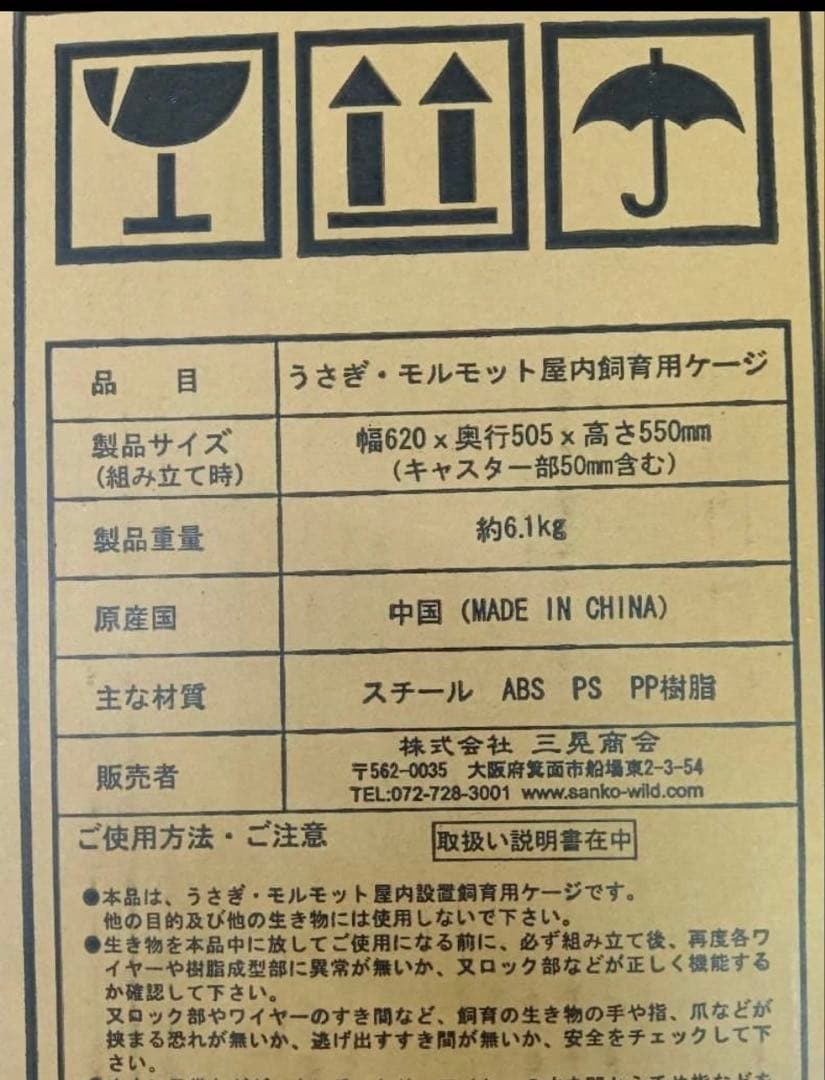 品 目 うさぎ・モルモット屋内飼育用ケージ
製品サイズ 幅620x奥行505x高さ550mm
(組み立て時) (キャスター部50mm含む)
製品重量 約6.1kg
原産国 中国(MADE IN CHINA)
主な材質 スチール ABS PS PP樹脂
株式会社 三晃商会
販売者 〒562-0035 大阪府箕面市船場東2-3-54
TEL:072-728-3001 www.sanko-wild.com
ご使用方法・ご注意 取扱い説明書在中
●本品は、うさぎ・モルモット屋内設置飼育用ケージです。
他の目的及び他の生き物には使用しないで下さい。
●生き物を本品中に放してご使用になる前に、必ず組み立て後、再度各ワ
イヤーや樹脂成型部に異常が無いか、又ロック部などが正しく機能する
か確認して下さい。
又ロック部やワイヤーのすき間など、飼育の生き物の手や指、爪などが
挟まる恐れが無いか、逃げ出すすき間が無いか、安全をチェックして下
さい。